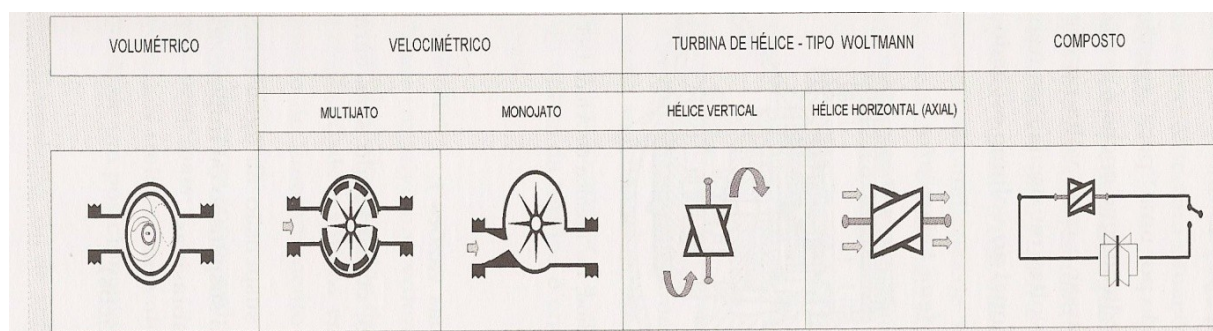 VOLUMÉTRICO
VELOCIMÉTRICO
TURBINA DE HÉLICE - TIPO WOLTMANN
COMPOSTO
MULTIJATO
MONOJATO
HÉLICE VERTICAL
HÉLICE HORIZONTAL (AXIAL)